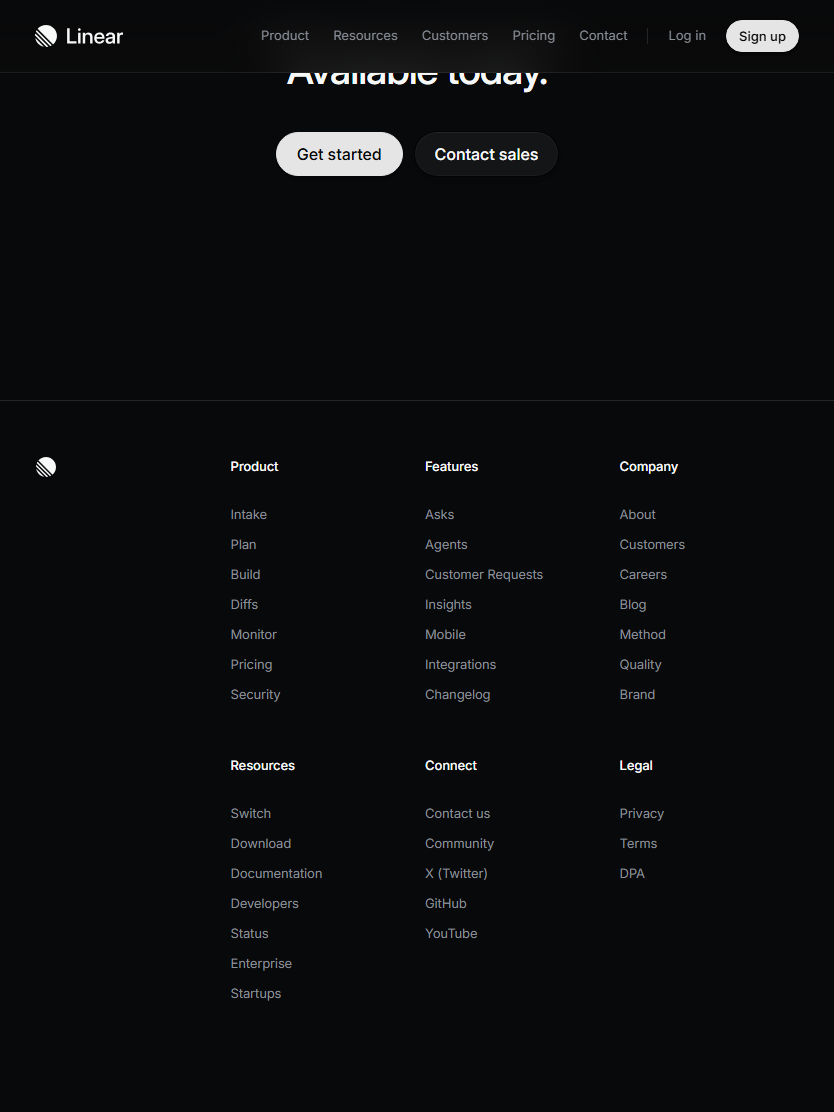 Linear
Product Resources Customers Pricing Contact Log in Sign up
Available today.
Get started Contact sales
Product
Intake
Plan
Build
Diffs
Monitor
Pricing
Security
Features
Asks
Agents
Customer Requests
Insights
Mobile
Integrations
Changelog
Company
About
Customers
Careers
Blog
Method
Quality
Brand
Resources
Switch
Download
Documentation
Developers
Status
Enterprise
Startups
Connect
Contact us
Community
X (Twitter)
GitHub
YouTube
Legal
Privacy
Terms
DPA